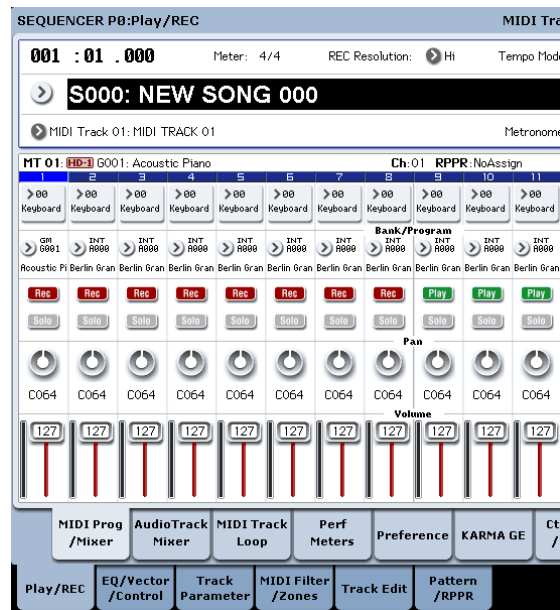 SEQUENCER P0:Play/REC MIDI Tra
001 :01 .000 Meter: 4/4 REC Resolution: Hi Tempo Mode
S000: NEW SONG 000
MIDI Track 01: MIDI TRACK 01 Metronome
MT 01: HD-1 G001: Acoustic Piano Ch:01 RPPR:NoAssign
1 2 3 4 5 6 7 8 9 10 11
00 00 00 00 00 00 00 00 00 00 00
Keyboard Keyboard Keyboard Keyboard Keyboard Keyboard Keyboard Keyboard Keyboard Keyboard Keyboard
Bank/Program
GM INT INT INT INT INT INT INT INT INT INT
G001 A000 A000 A000 A000 A000 A000 A000 A000 A000 A000
Acoustic Pi Berlin Gran Berlin Gran Berlin Gran Berlin Gran Berlin Gran Berlin Gran Berlin Gran Berlin Gran Berlin Gran Berlin Gran
Rec Rec Rec Rec Rec Rec Rec Rec Play Play Play
Solo Solo Solo Solo Solo Solo Solo Solo Solo Solo Solo
Pan
C064 C064 C064 C064 C064 C064 C064 C064 C064 C064 C064
Volume
127 127 127 127 127 127 127 127 127 127 127
MIDI Prog AudioTrack MIDI Track Perf Preference KARMA GE Ct
/Mixer Mixer Loop Meters /
Play/REC EQ/Vector Track MIDI Filter Track Edit Pattern
/Control Parameter /Zones /RPPR